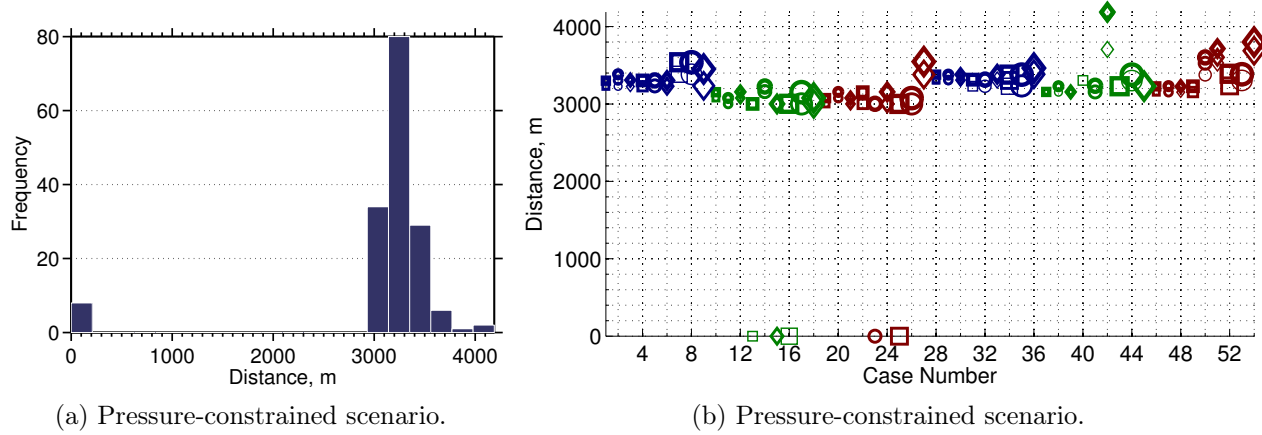 80
60
40
20
0
Frequency
0 1000 2000 3000 4000
Distance, m
(a) Pressure-constrained scenario.
4000
3000
2000
1000
0
Distance, m
4 8 12 16 20 24 28 32 36 40 44 48 52
Case Number
(b) Pressure-constrained scenario.